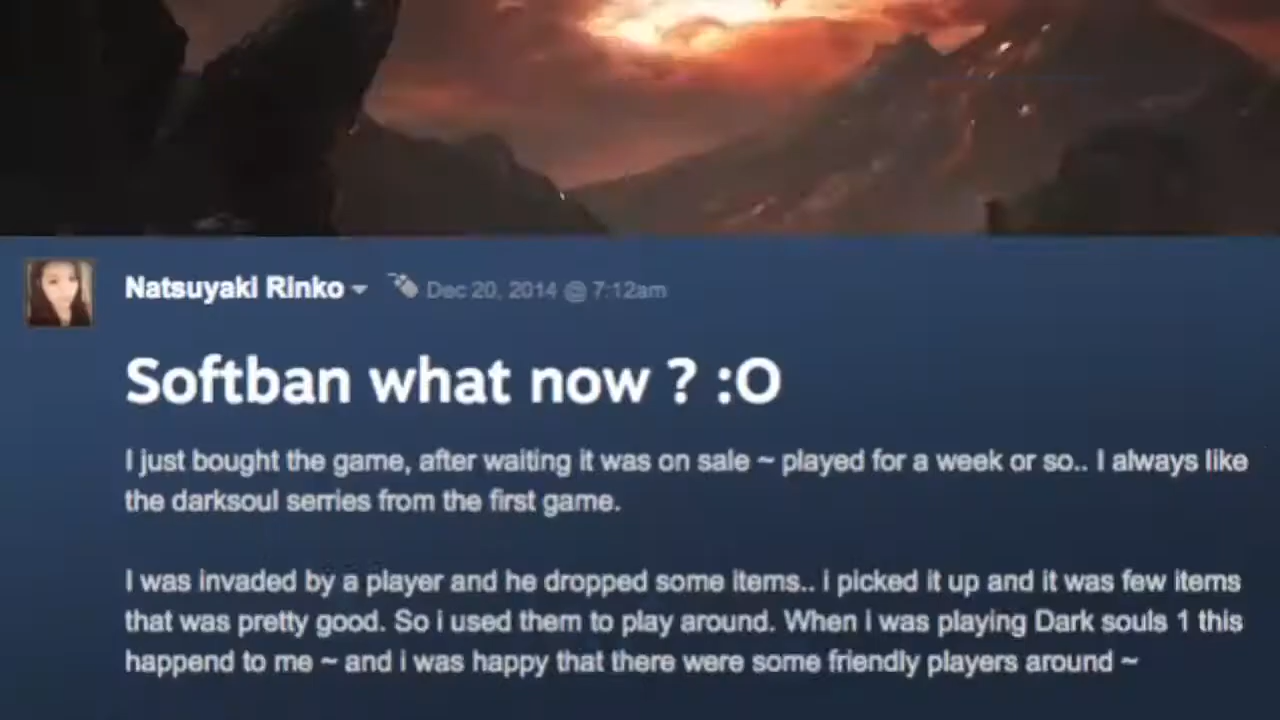 Natsuyaki Rinko Dec 20, 2014 @ 7:12am
Softban what now ? :O
I just bought the game, after waiting it was on sale ~ played for a week or so.. I always like
the darksoul serries from the first game.
I was invaded by a player and he dropped some items.. i picked it up and it was few items
that was pretty good. So i used them to play around. When I was playing Dark souls 1 this
happend to me ~ and i was happy that there were some friendly players around ~